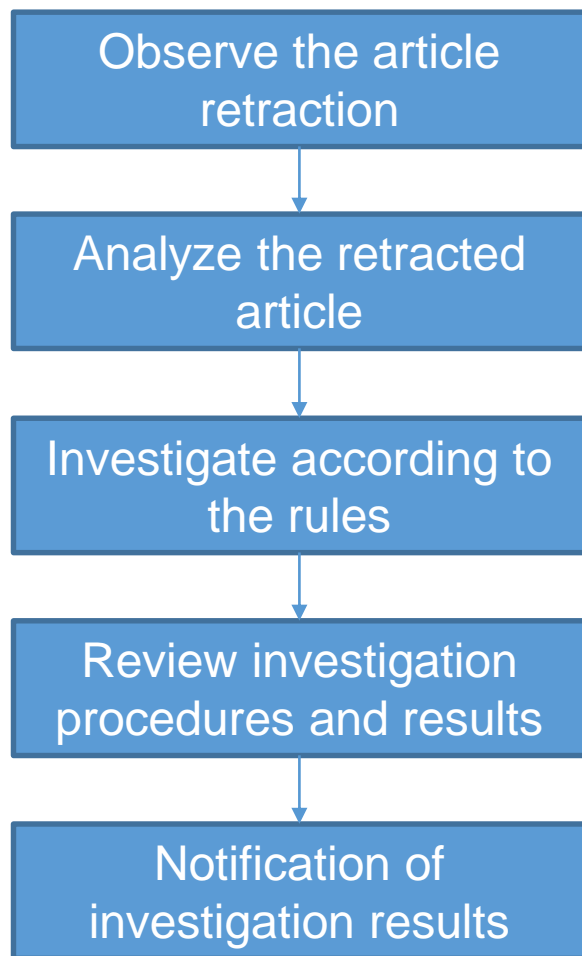 Observe the article
retraction
Analyze the retracted
article
Investigate according to
the rules
Review investigation
procedures and results
Notification of
investigation results